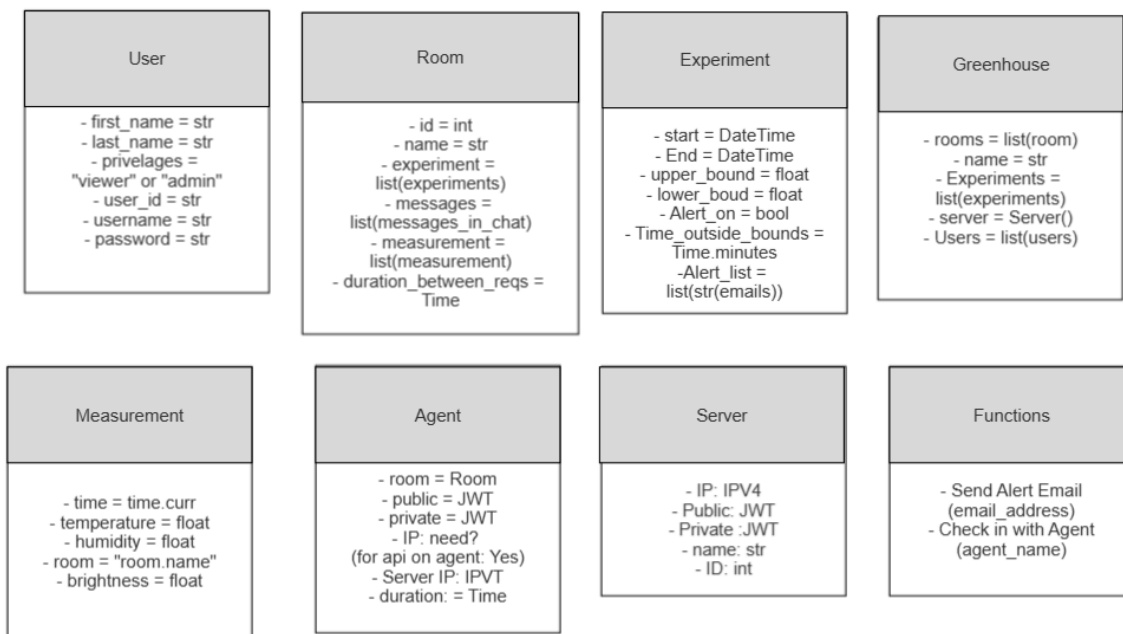 User
- first_name = str
- last_name = str
- privelages =
"viewer" or "admin"
- user_id = str
- username = str
- password = str
Room
- id = int
- name = str
- experiment =
list(experiments)
- messages =
list(messages_in_chat)
- measurement =
list(measurement)
- duration_between_reqs =
Time
Experiment
- start = DateTime
- End = DateTime
- upper_bound = float
- lower_boud = float
- Alert_on = bool
- Time_outside_bounds =
Time.minutes
-Alert_list =
list(str(emails))
Greenhouse
- rooms = list(room)
- name = str
- Experiments =
list(experiments)
- server = Server()
- Users = list(users)
Measurement
- time = time.curr
- temperature = float
- humidity = float
- room = "room.name"
- brightness = float
Agent
- room = Room
- public = JWT
- private = JWT
- IP: need?
(for api on agent: Yes)
- Server IP: IPVT
- duration: = Time
Server
- IP: IPV4
- Public: JWT
- Private :JWT
- name: str
- ID: int
Functions
- Send Alert Email
(email_address)
- Check in with Agent
(agent_name)